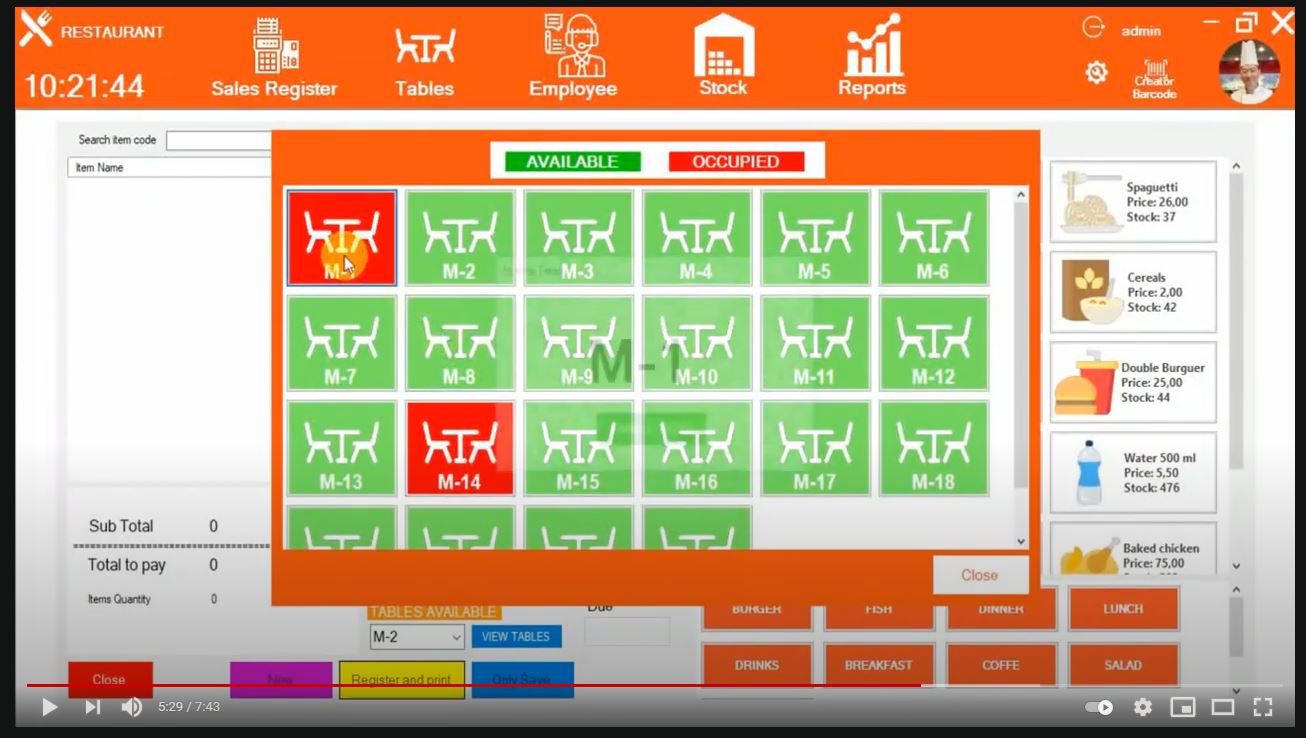 RESTAURANT
admin
10:21:44
Sales Register
Tables
Employee
Stock
Reports
Creator
Barcode
Search item code
Item Name
AVAILABLE
OCCUPIED
M-2
M-3
M-4
M-5
M-6
M-7
M-8
M-9
M-10
M-11
M-12
M-1
M-13
M-14
M-15
M-16
M-17
M-18
Close
Spaguetti
Price: 26,00
Stock: 37
Cereals
Price: 2,00
Stock: 42
Double Burguer
Price: 25,00
Stock: 44
Water 500 ml
Price: 5,50
Stock: 476
Baked chicken
Price: 75,00
Sub Total 0
Total to pay 0
Items Quantity 0
TABLES AVAILABLE
M-2
VIEW TABLES
Due
BURGER
FISH
DINNER
LUNCH
DRINKS
BREAKFAST
COFFE
SALAD
Close
New
Register and print
Only Save
5:29 / 7:43